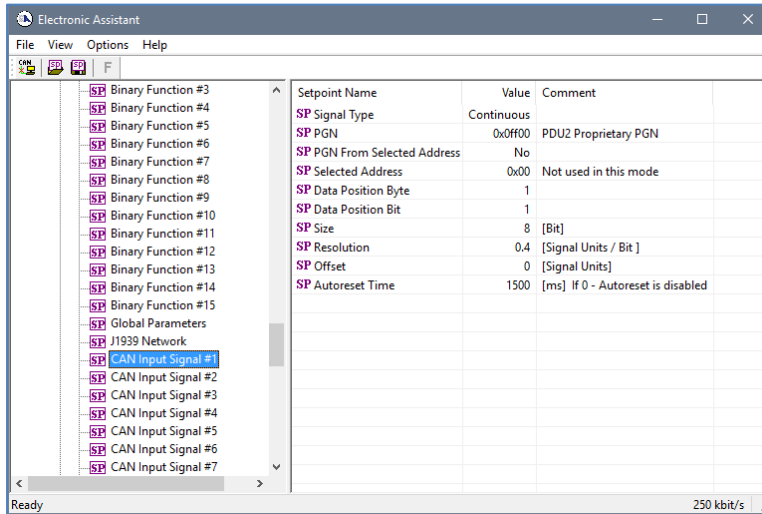 Electronic Assistant
File View Options Help
CAN SP SP F
SP Binary Function #3
SP Binary Function #4
SP Binary Function #5
SP Binary Function #6
SP Binary Function #7
SP Binary Function #8
SP Binary Function #9
SP Binary Function #10
SP Binary Function #11
SP Binary Function #12
SP Binary Function #13
SP Binary Function #14
SP Binary Function #15
SP Global Parameters
SP J1939 Network
SP CAN Input Signal #1
SP CAN Input Signal #2
SP CAN Input Signal #3
SP CAN Input Signal #4
SP CAN Input Signal #5
SP CAN Input Signal #6
SP CAN Input Signal #7
Setpoint Name Value Comment
SP Signal Type Continuous
SP PGN 0x0ff00 PDU2 Proprietary PGN
SP PGN From Selected Address No
SP Selected Address 0x00 Not used in this mode
SP Data Position Byte 1
SP Data Position Bit 1
SP Size 8 [Bit]
SP Resolution 0.4 [Signal Units / Bit ]
SP Offset 0 [Signal Units]
SP Autoreset Time 1500 [ms] If 0 - Autoreset is disabled
Ready 250 kbit/s